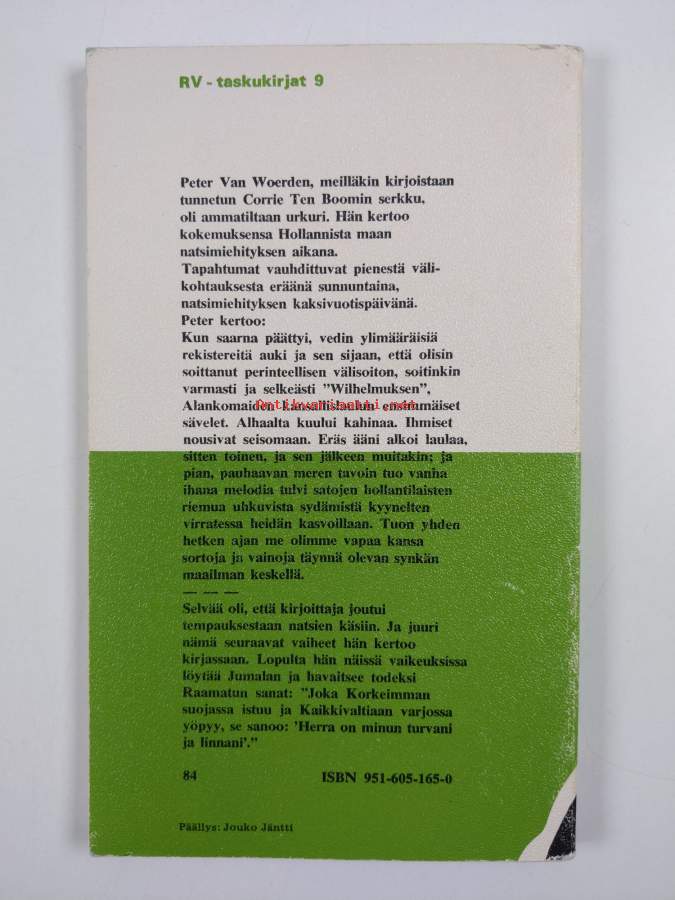 RV - taskukirjat 9
Peter Van Woerden, meilläkin kirjoistaan
tunnetun Corrie Ten Boomin serkku,
oli ammatiltaan urkuri. Hän kertoo
kokemuksensa Hollannista maan
natsimiehityksen aikana.
Tapahtumat vauhdittuvat pienestä väli-
kohtauksesta eräänä sunnuntaina,
natsimiehityksen kaksivuotispäivänä.
Peter kertoo:
Kun saarna päättyi, vedin ylimääräisiä
rekistereitä auki ja sen sijaan, että olisin
soittanut perinteellisen välisoiton, soitinkin
varmasti ja selkeästi "Wilhelmuksen",
Alankomaiden kansallislaulun ensimmäiset
Antikvariaatti.net
sävelet. Alhaalta kuului kahinaa. Ihmiset
nousivat seisomaan. Eräs ääni alkoi laulaa,
sitten toinen, ja sen jälkeen muitakin; ja
pian, pauhaavan meren tavoin tuo vanha
ihana melodia tulvi satojen hollantilaisten
riemua uhkuvista sydämistä kyynelten
virratessa heidän kasvoillaan. Tuon yhden
hetken ajan me olimme vapaa kansa
sortoja ja vainoja täynnä olevan synkän
maailman keskellä.
— — —
Selvää oli, että kirjoittaja joutui
tempauksestaan natsien käsiin. Ja juuri
nämä seuraavat vaiheet hän kertoo
kirjassaan. Lopulta hän näissä vaikeuksissa
löytää Jumalan ja havaitsee todeksi
Raamatun sanat: "Joka Korkeimman
suojassa istuu ja Kaikkivaltiaan varjossa
yöpyy, se sanoo: 'Herra on minun turvani
ja linnani'."
84 ISBN 951-605-165-0
Päällys: Jouko Jäntti